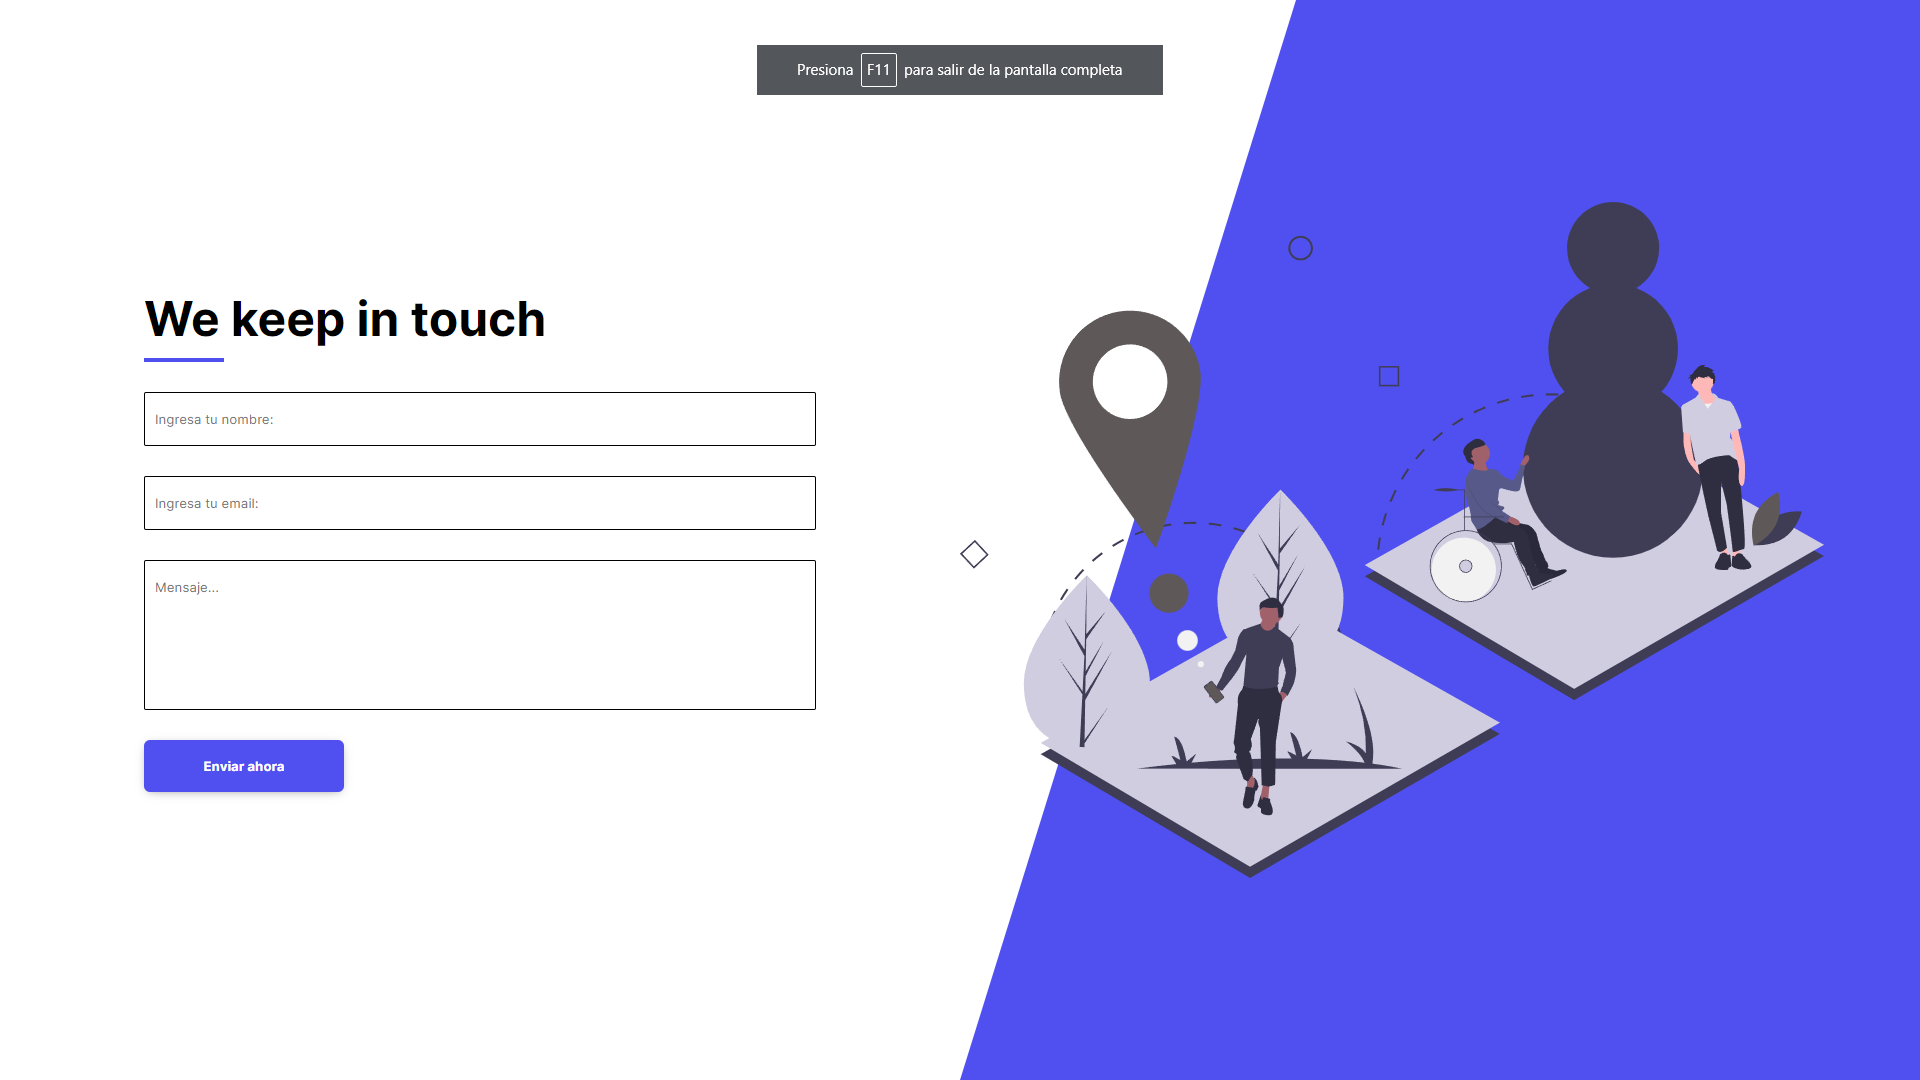 Presiona F11 para salir de la pantalla completa
We keep in touch
Ingresa tu nombre:
Ingresa tu email:
Mensaje...
Enviar ahora